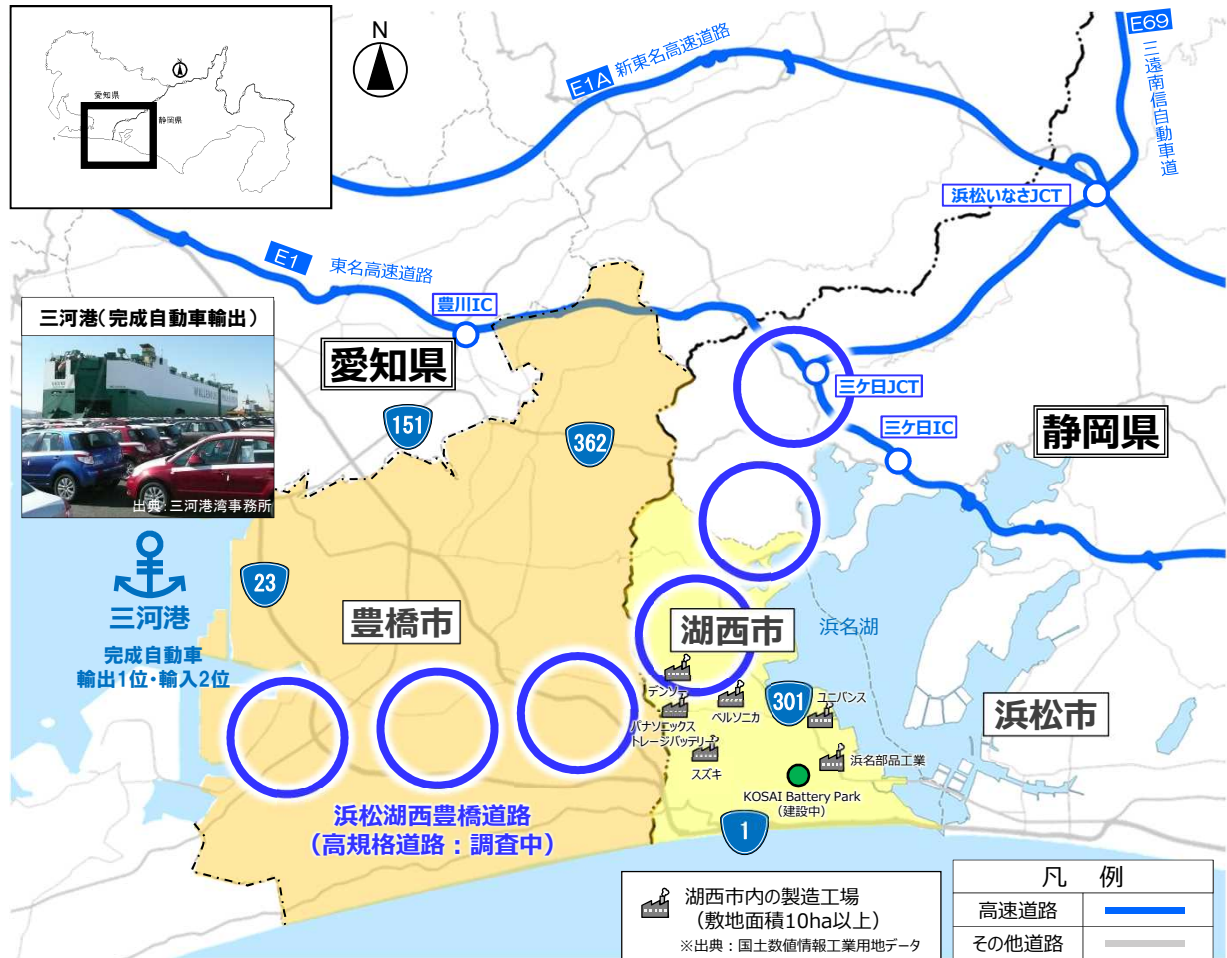 N
愛知県
静岡県
E69
三遠南信自動車道
E1A 新東名高速道路
浜松いなさJCT
E1 東名高速道路
豊川IC
三河港(完成自動車輸出)
出典:三河港湾事務所
愛知県
151
362
三ケ日JCT
三ケ日IC
静岡県
23
三河港
完成自動車
輸出1位・輸入2位
豊橋市
湖西市
浜名湖
デンソー
ベルソニカ
301
ユニバンス
浜松市
パナソニックス
トレージバッテリー
スズキ
浜名部品工業
KOSAI Battery Park
(建設中)
浜松湖西豊橋道路
(高規格道路:調査中)
1
湖西市内の製造工場
(敷地面積10ha以上)
※出典:国土数値情報工業用地データ
凡 例
高速道路
その他道路